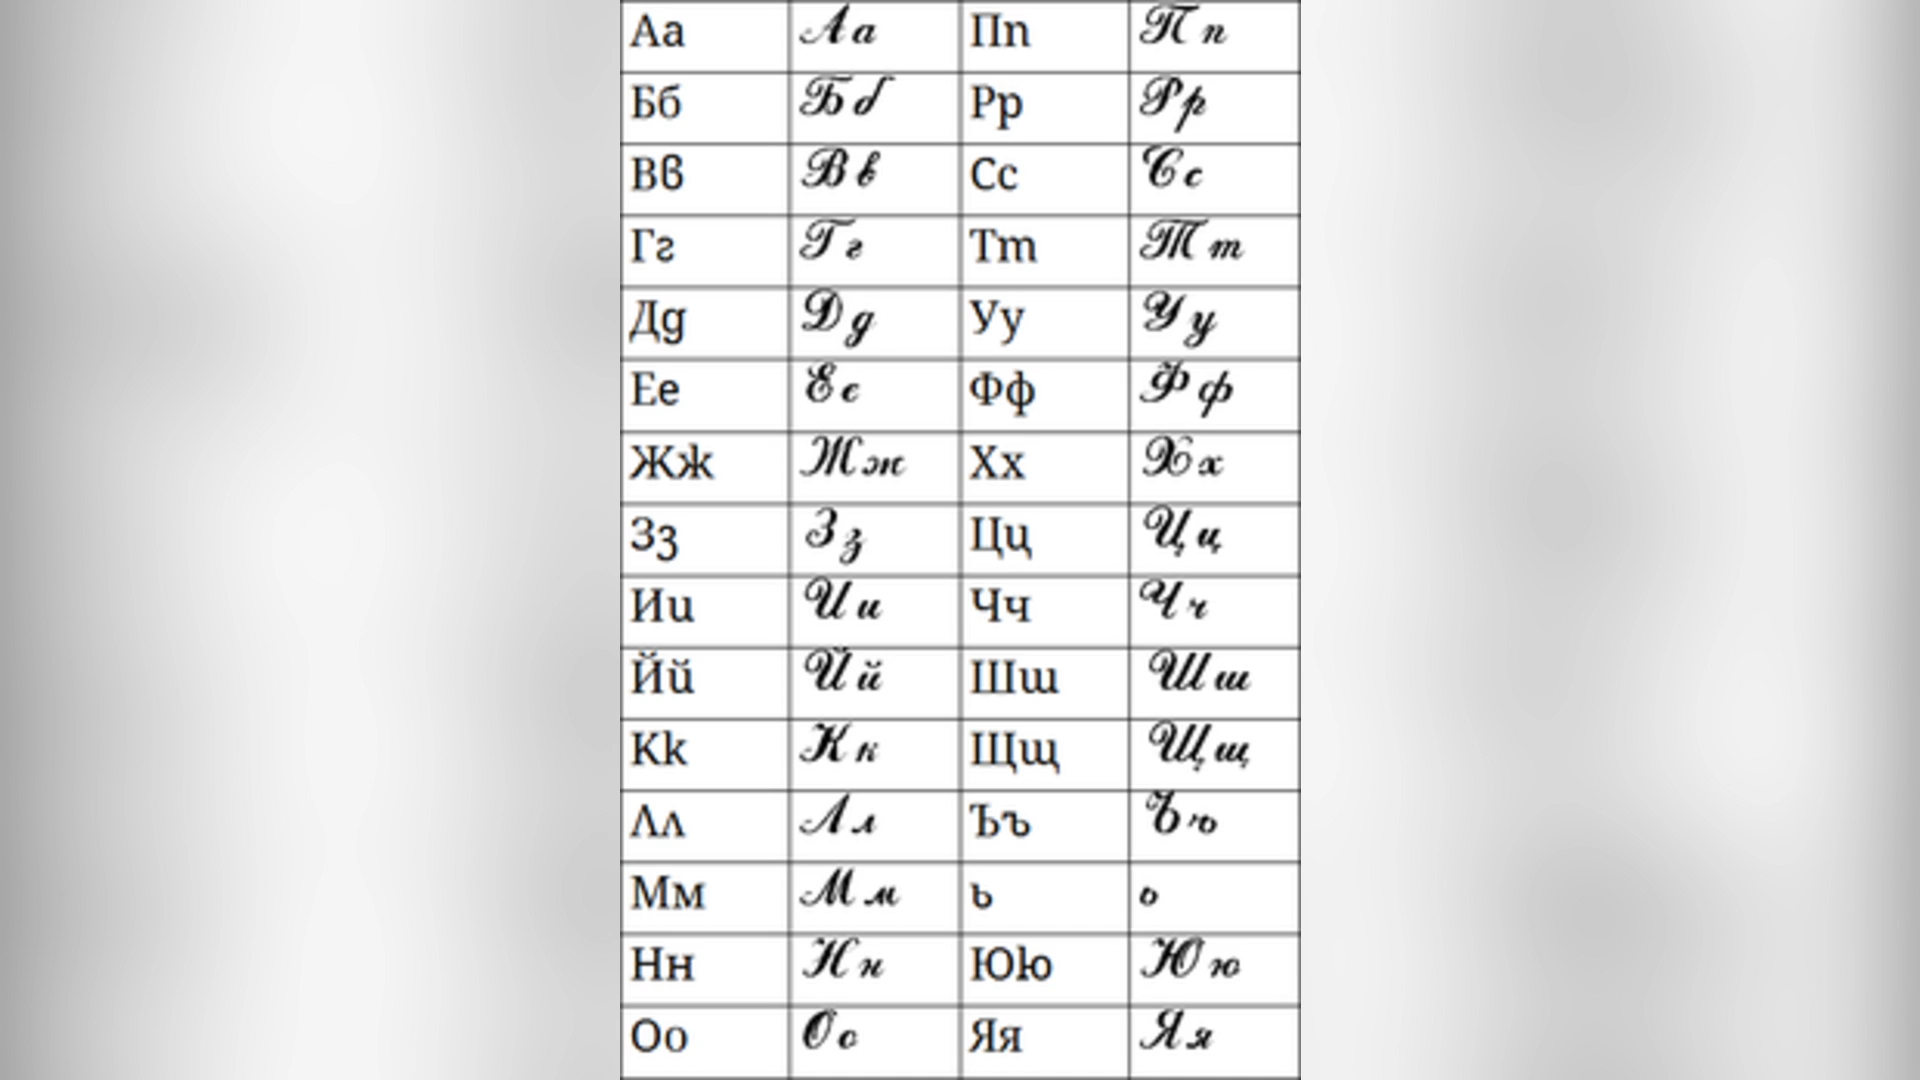 Аа Аа Пп Пп
Бб Бб Рр Рр
Вв Вв Сс Сс
Гг Гг Тт Тт
Дд Дд Уу Уу
Ее Ее Фф Фф
Жж Жж Хх Хх
Зз Зз Цц Цц
Ии Ии Чч Чч
Йй Йй Шш Шш
Кк Кк Щщ Щщ
Лл Лл Ъъ Ъъ
Мм Мм ь ь
Нн Нн Юю Юю
Оо Оо Яя Яя